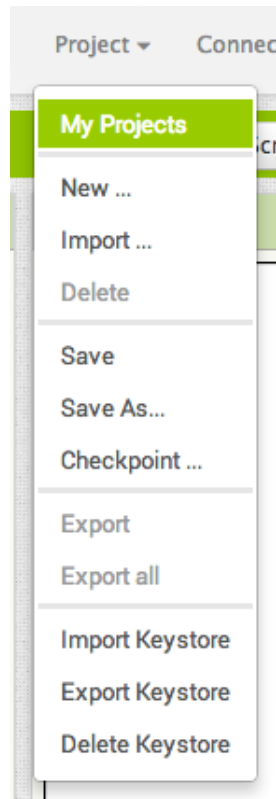 Project Connec
My Projects
New ...
Import ...
Delete
Save
Save As...
Checkpoint ...
Export
Export all
Import Keystore
Export Keystore
Delete Keystore